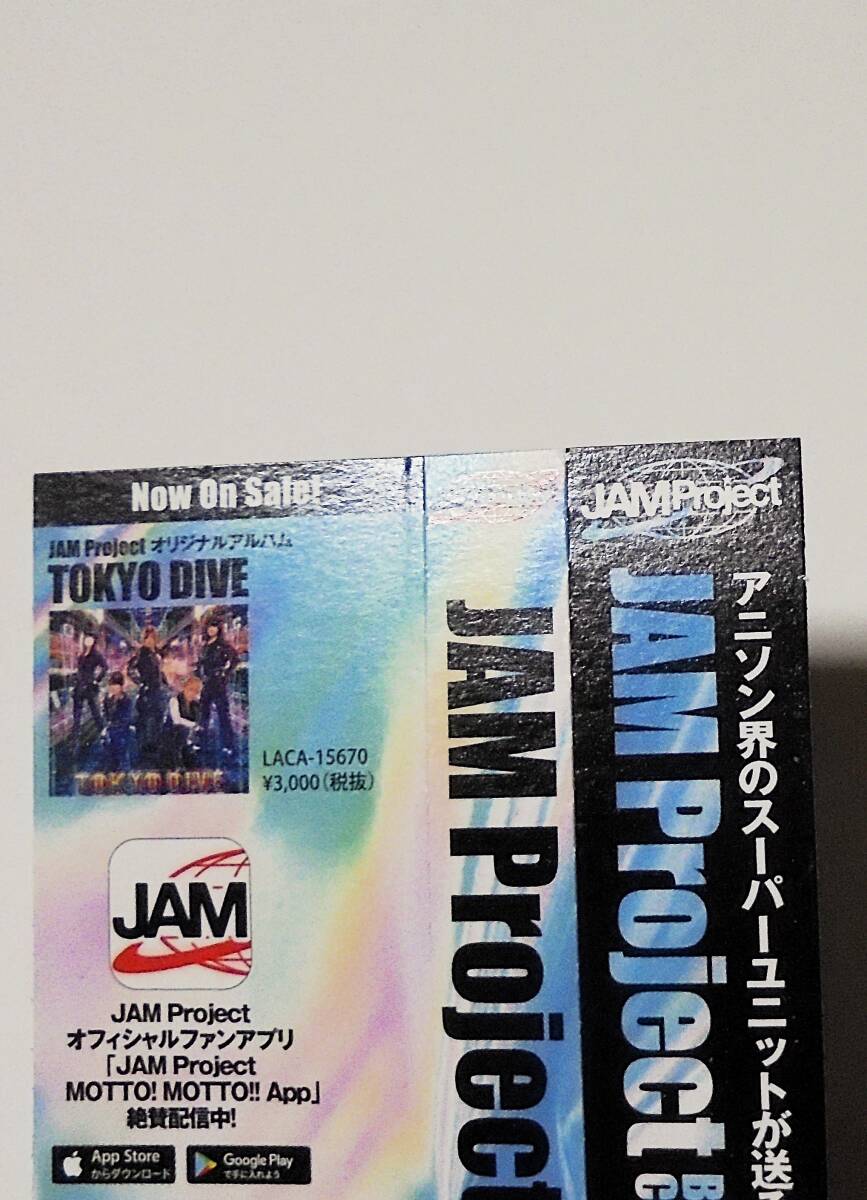 Now On Sale!
JAM Project オリジナルアルバム
TOKYO DIVE
TOKYO DIVE
LACA-15670
¥3,000(税抜)
JAM
JAM Project
オフィシャルファンアプリ
「JAM Project
MOTTO! MOTTO!! App」
絶賛配信中!
App Store
からダウンロード
Google Play
で手に入れよう
JAM Project
JAMProject
アニソン界のスーパーユニットが送
JAM Project